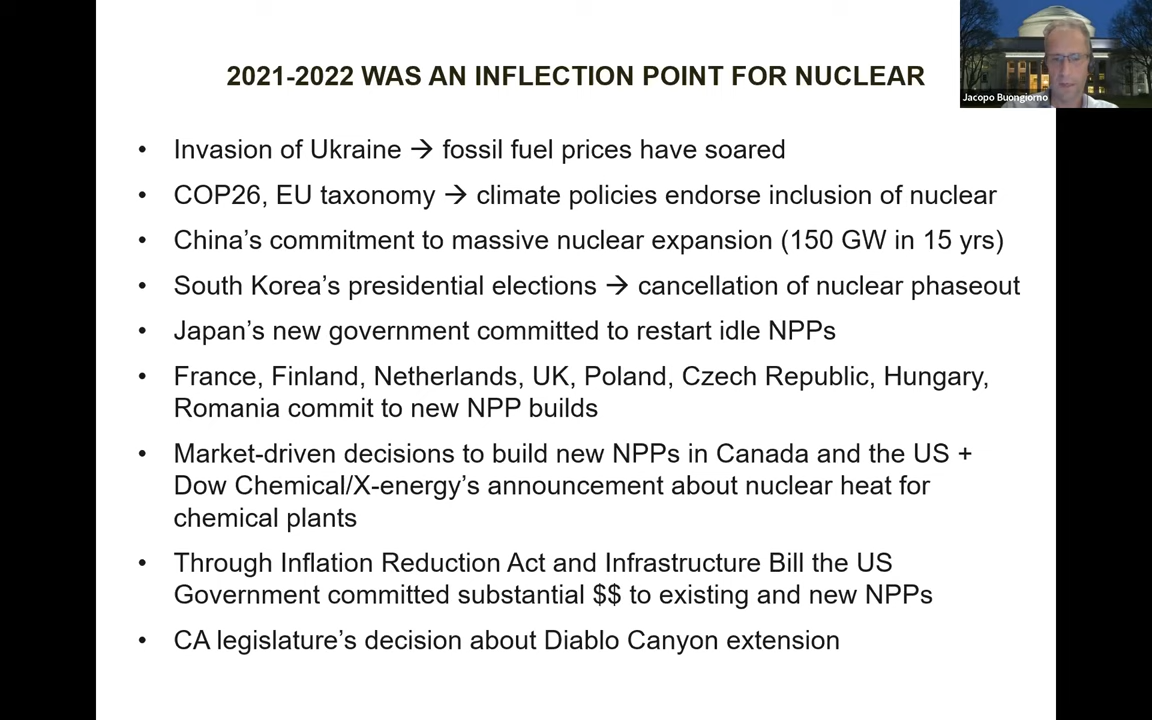 2021-2022 WAS AN INFLECTION POINT FOR NUCLEAR
Jacopo Buongiorno
• Invasion of Ukraine → fossil fuel prices have soared
• COP26, EU taxonomy → climate policies endorse inclusion of nuclear
• China’s commitment to massive nuclear expansion (150 GW in 15 yrs)
• South Korea’s presidential elections → cancellation of nuclear phaseout
• Japan’s new government committed to restart idle NPPs
• France, Finland, Netherlands, UK, Poland, Czech Republic, Hungary,
Romania commit to new NPP builds
• Market-driven decisions to build new NPPs in Canada and the US +
Dow Chemical/X-energy’s announcement about nuclear heat for
chemical plants
• Through Inflation Reduction Act and Infrastructure Bill the US
Government committed substantial $$ to existing and new NPPs
• CA legislature’s decision about Diablo Canyon extension